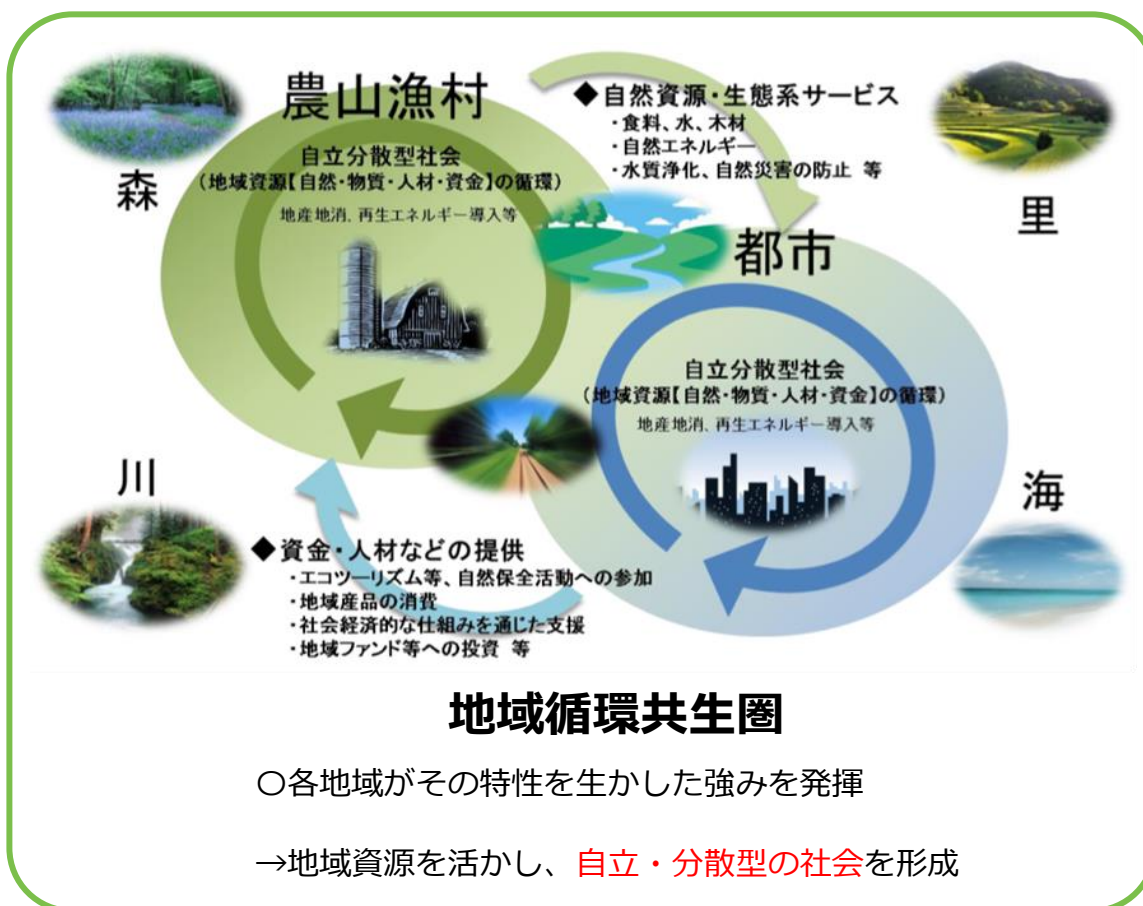 農山漁村
森
自立分散型社会
（地域資源【自然・物質・人材・資金】の循環）
地産地消、再生エネルギー導入等
◆自然資源・生態系サービス
・食料、水、木材
・自然エネルギー
・水質浄化、自然災害の防止 等
里
都市
自立分散型社会
（地域資源【自然・物質・人材・資金】の循環）
地産地消、再生エネルギー導入等
川
◆資金・人材などの提供
・エコツーリズム等、自然保全活動への参加
・地域産品の消費
・社会経済的な仕組みを通じた支援
・地域ファンド等への投資 等
海
地域循環共生圏
〇各地域がその特性を生かした強みを発揮
→地域資源を活かし、自立・分散型の社会を形成